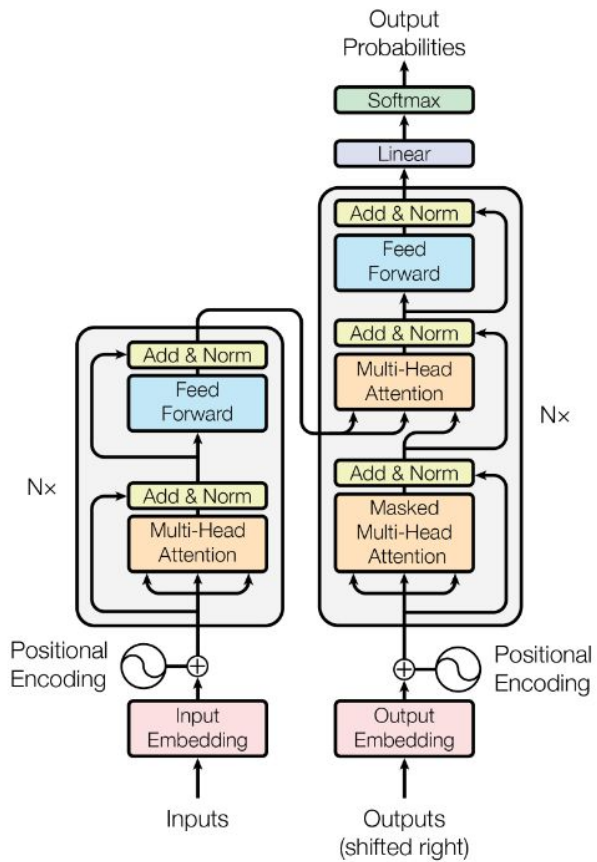 Output
Probabilities
Softmax
Linear
Add & Norm
Feed
Forward
Add & Norm
Multi-Head
Attention
Nx
Add & Norm
Masked
Multi-Head
Attention
Add & Norm
Feed
Forward
Nx
Add & Norm
Multi-Head
Attention
Positional
Encoding
Positional
Encoding
Input
Embedding
Output
Embedding
Inputs
Outputs
(shifted right)